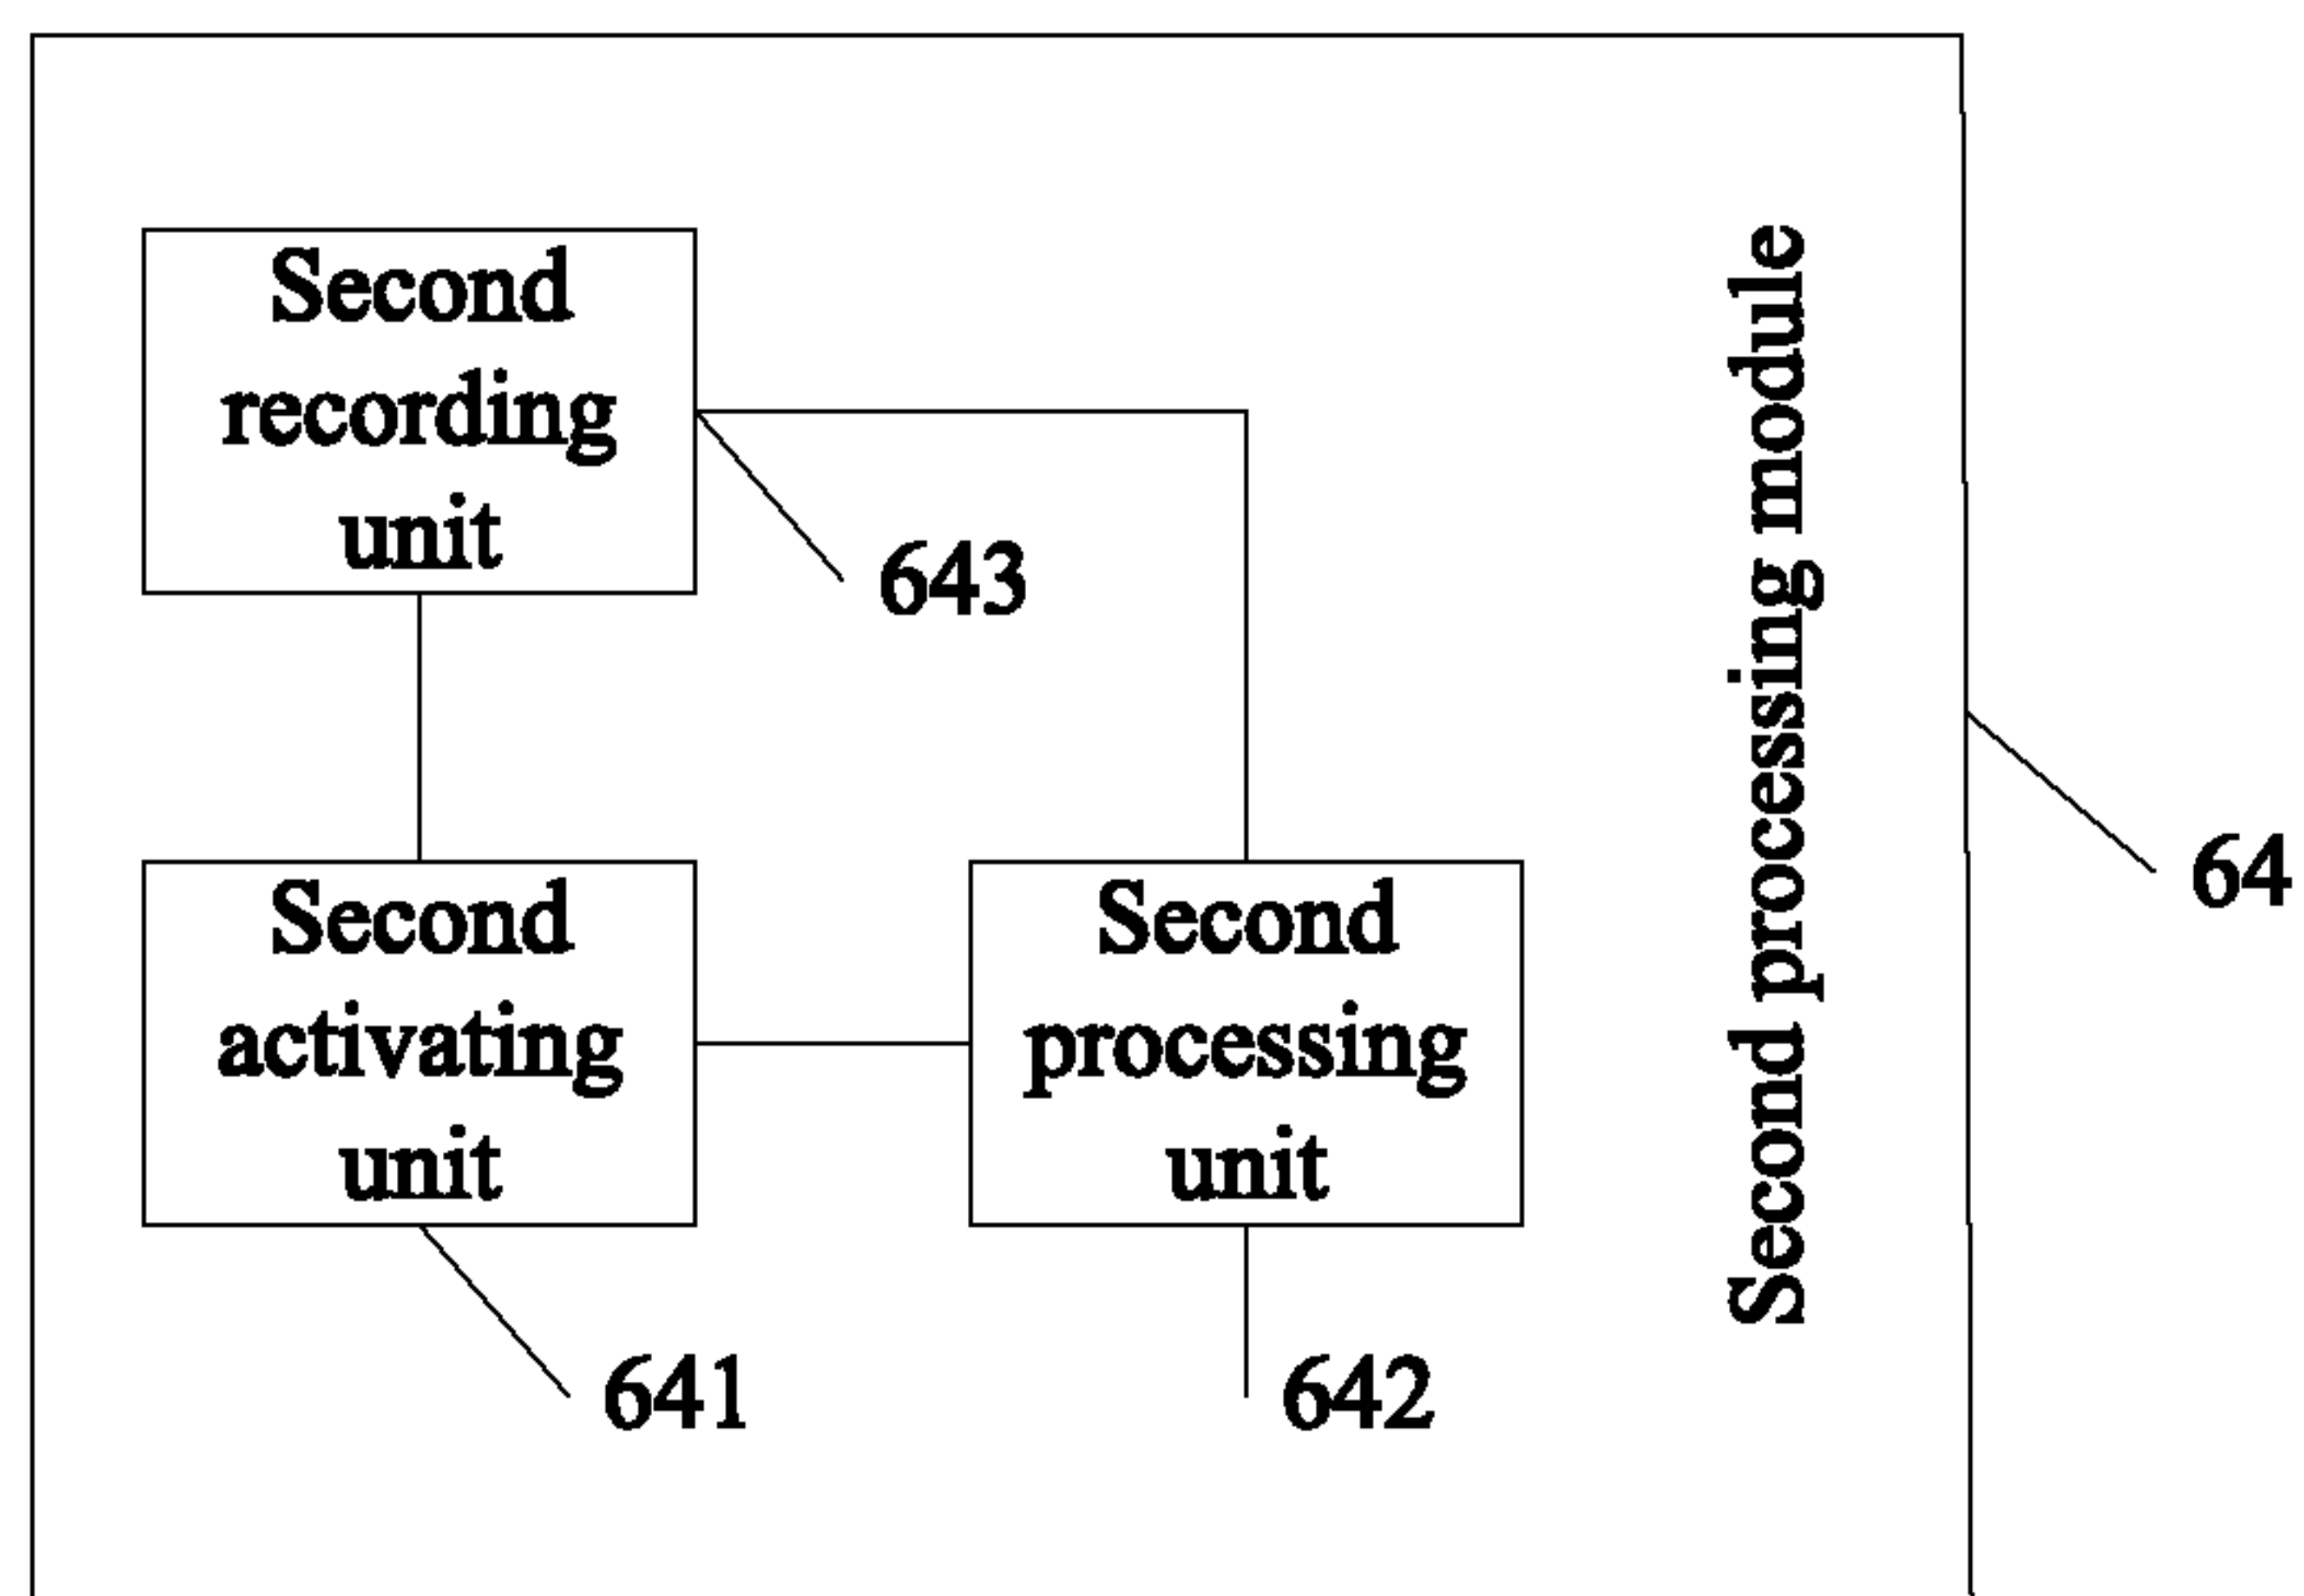 Second
recording
unit
643
Second processing module
64
Second
activating
unit
Second
processing
unit
641
642